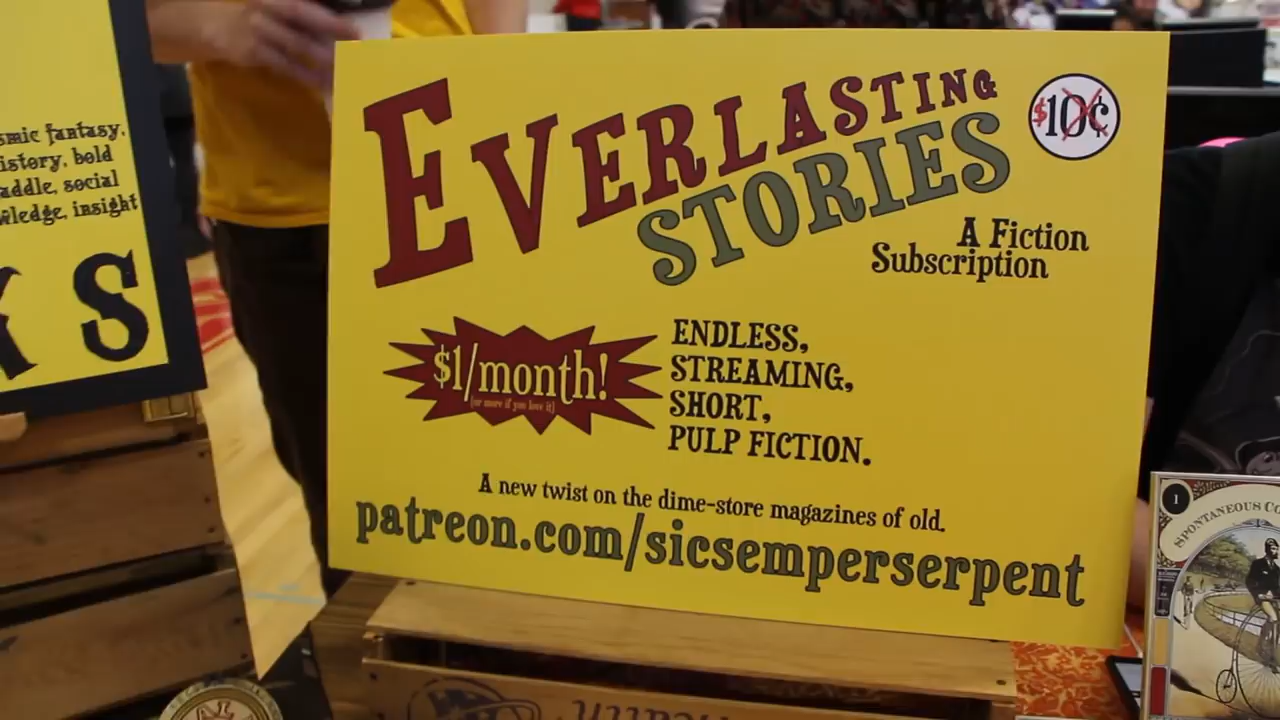 smic fantasy,
istory, bold
addle, social
wledge, insight
Y S
EVERLASTING
STORIES
$10¢
A Fiction
Subscription
$1/month!
(or more if you love it)
ENDLESS,
STREAMING,
SHORT,
PULP FICTION.
A new twist on the dime-store magazines of old.
patreon.com/sicsemperserpent
1
SPONTANEOUS CO